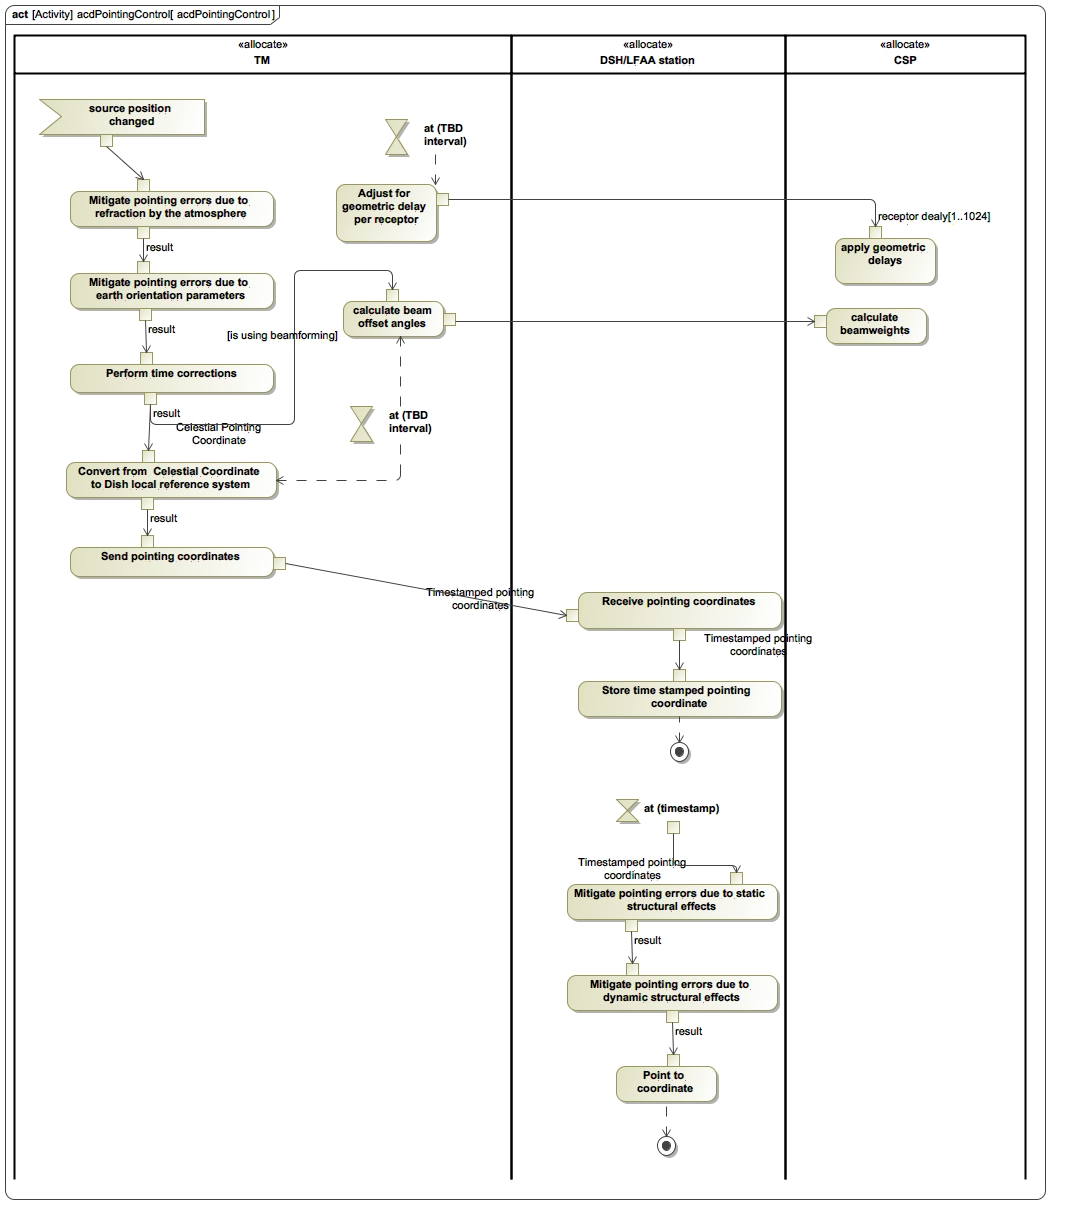 act [Activity] acdPointingControl[ acdPointingControl]
«allocate»
TM
«allocate»
DSH/LFAA station
«allocate»
CSP
source position
changed
at (TBD
interval)
Mitigate pointing errors due to
refraction by the atmosphere
Adjust for
geometric delay
per receptor
receptor dealy[1..1024]
result
apply geometric
delays
Mitigate pointing errors due to
earth orientation parameters
calculate beam
offset angles
calculate
beamweights
result
[is using beamforming]
Perform time corrections
result
Celestial Pointing
Coordinate
at (TBD
interval)
Convert from Celestial Coordinate
to Dish local reference system
result
Send pointing coordinates
Timestamped pointing
coordinates
Receive pointing coordinates
Timestamped pointing
coordinates
Store time stamped pointing
coordinate
at (timestamp)
Timestamped pointing
coordinates
Mitigate pointing errors due to static
structural effects
result
Mitigate pointing errors due to
dynamic structural effects
result
Point to
coordinate